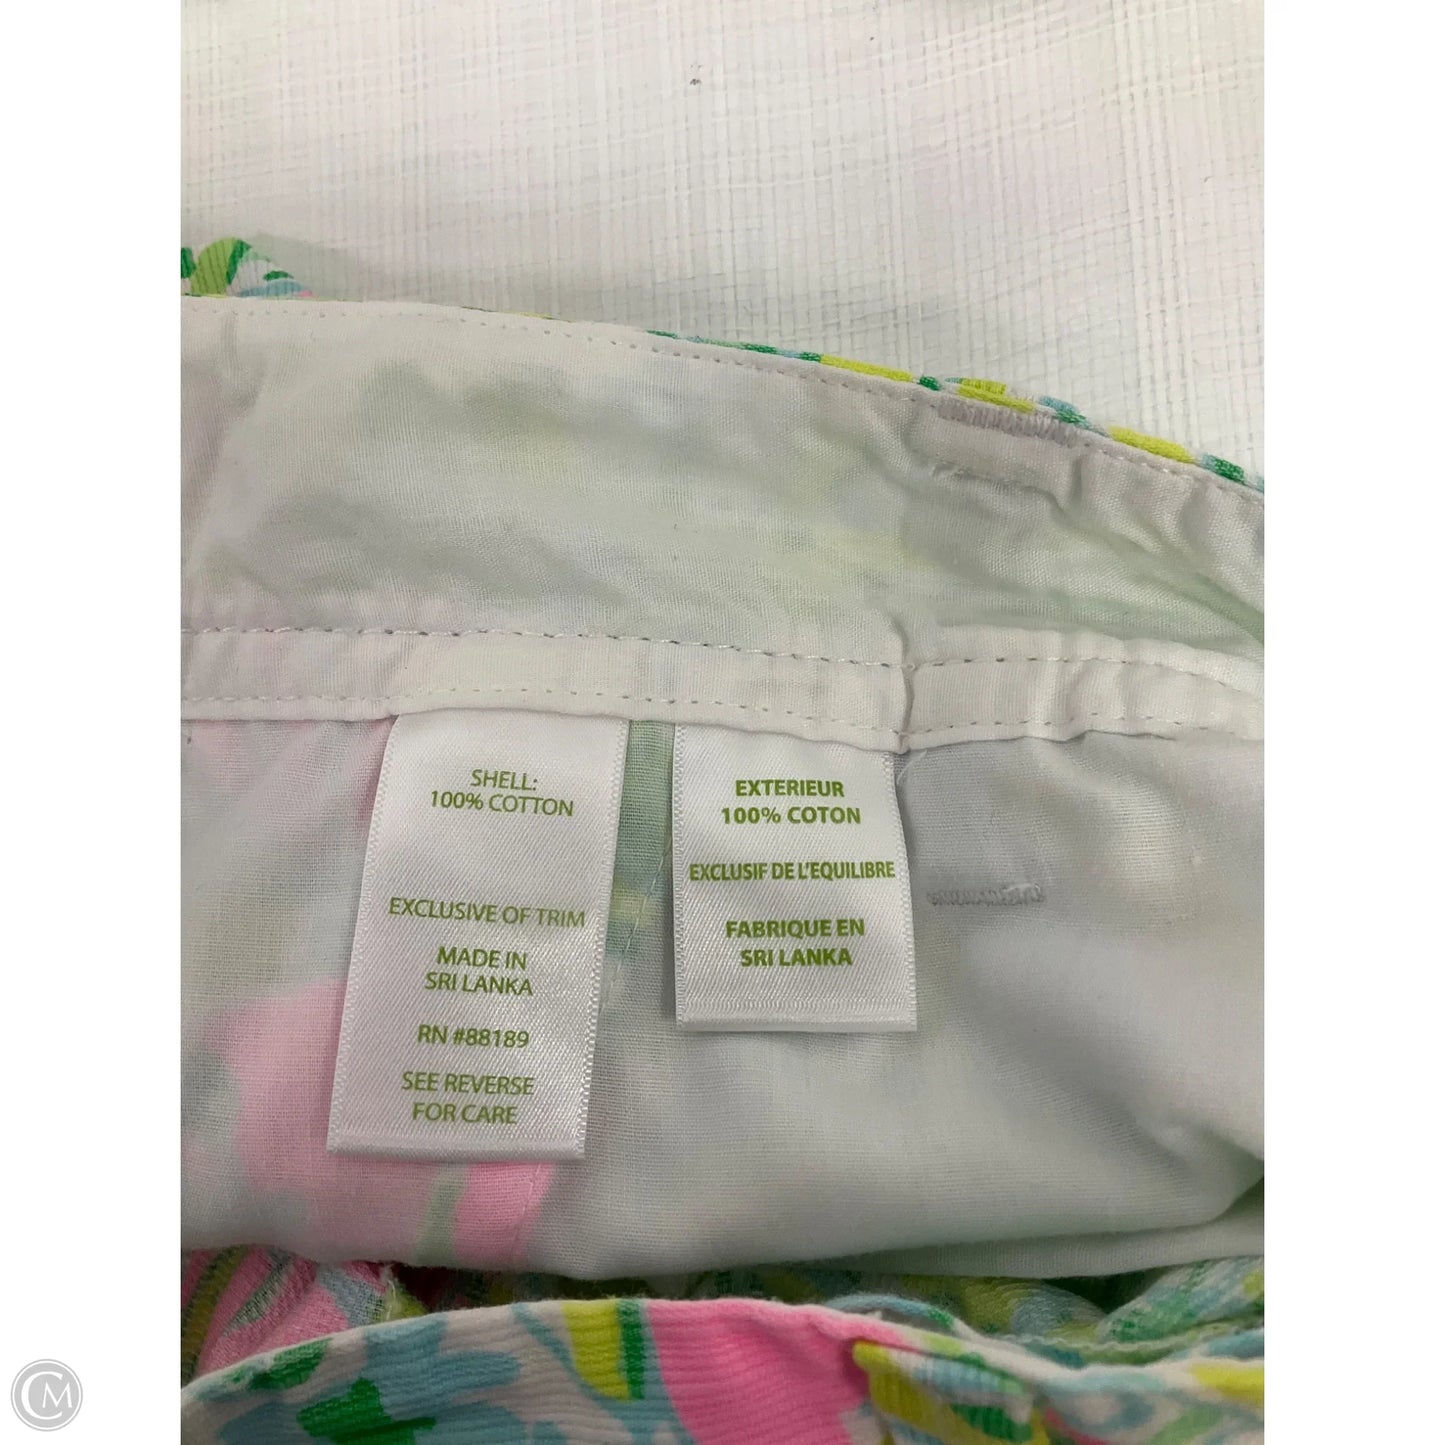 SHELL:
100% COTTON
EXCLUSIVE OF TRIM
MADE IN
SRI LANKA
RN #88189
SEE REVERSE
FOR CARE
EXTERIEUR
100% COTON
EXCLUSIF DE L'EQUILIBRE
FABRIQUE EN
SRI LANKA
CM